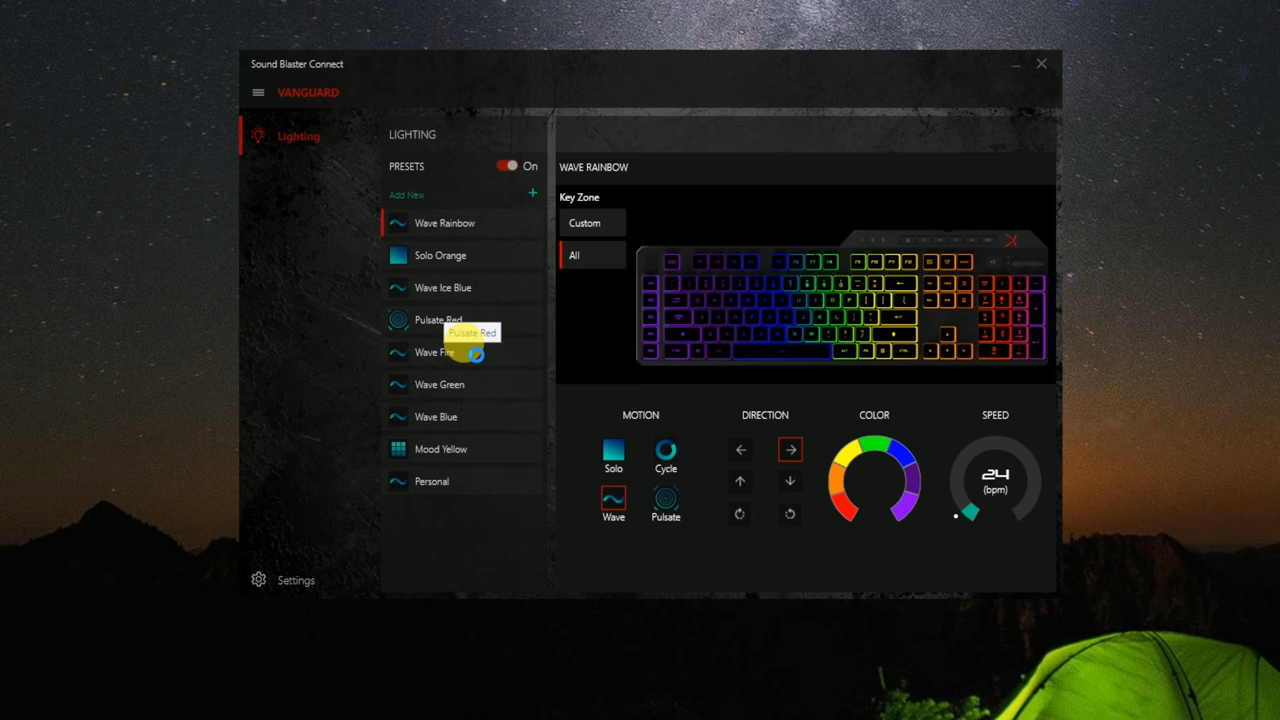 Sound Blaster Connect
VANGUARD
Lighting
LIGHTING
PRESETS
On
Add New
Wave Rainbow
Solo Orange
Wave Ice Blue
Pulsate Red
Pulsate Red
Wave Fire
Wave Green
Wave Blue
Mood Yellow
Personal
Settings
WAVE RAINBOW
Key Zone
Custom
All
MOTION
Solo
Cycle
Wave
Pulsate
DIRECTION
COLOR
SPEED
24
(bpm)